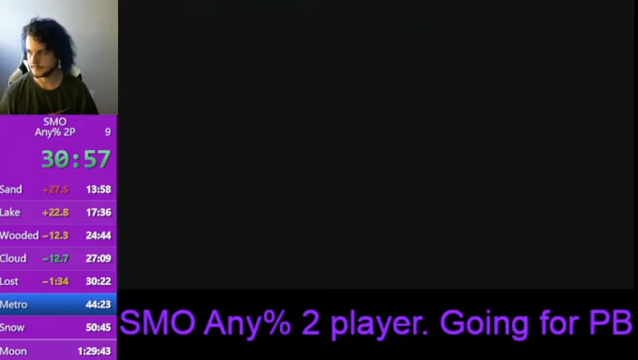 SMO
Any% 2P 9
30:57
Sand +27.5 13:58
Lake +22.8 17:36
Wooded -12.3 24:44
Cloud -12.7 27:09
Lost -1:34 30:22
Metro 44:23
Snow 50:45
Moon 1:29:43
SMO Any% 2 player. Going for PB